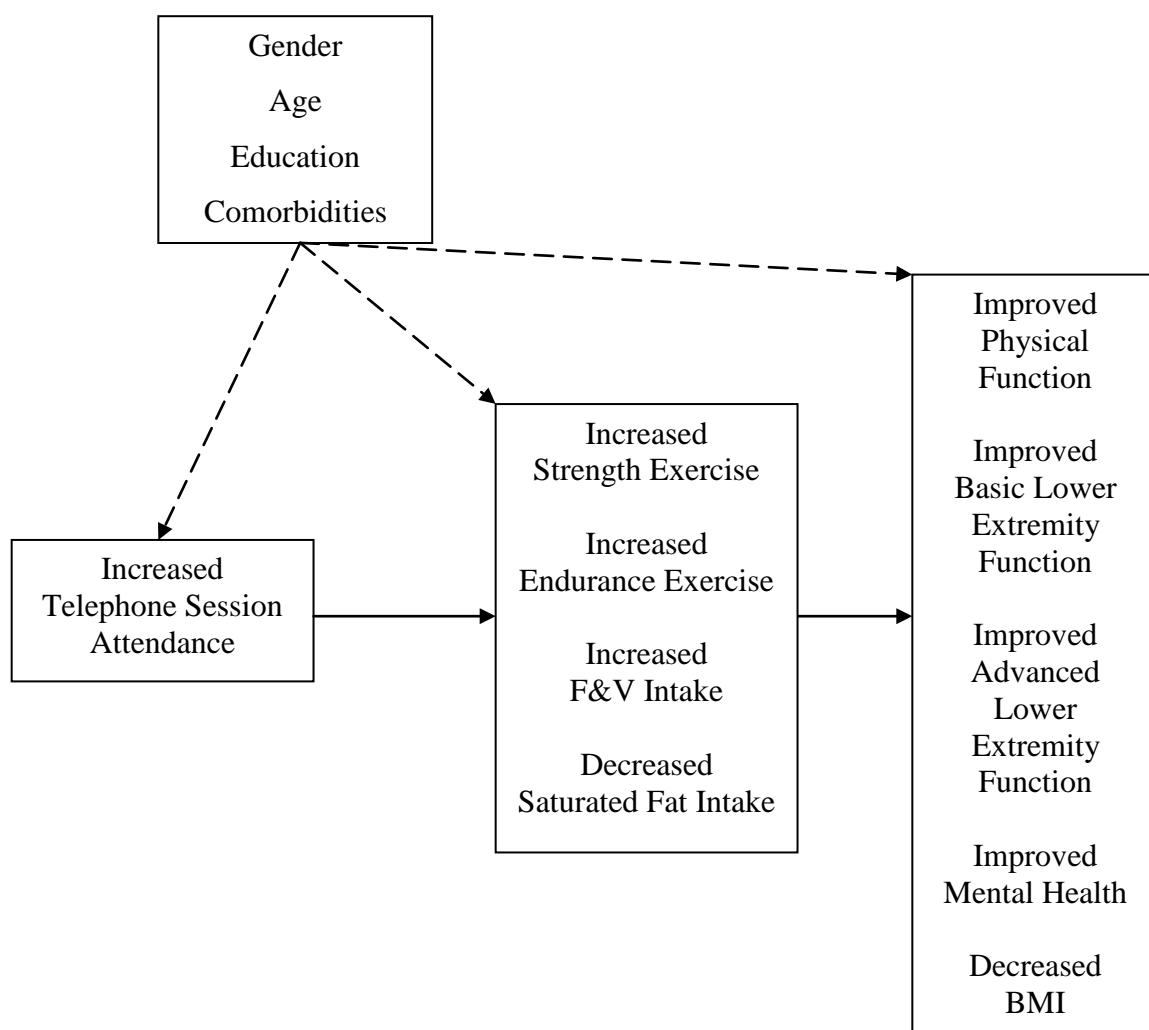 Gender
Age
Education
Comorbidities
Increased
Telephone Session
Attendance
Increased
Strength Exercise
Increased
Endurance Exercise
Increased
F&V Intake
Decreased
Saturated Fat Intake
Improved
Physical
Function
Improved
Basic Lower
Extremity
Function
Improved
Advanced
Lower
Extremity
Function
Improved
Mental Health
Decreased
BMI